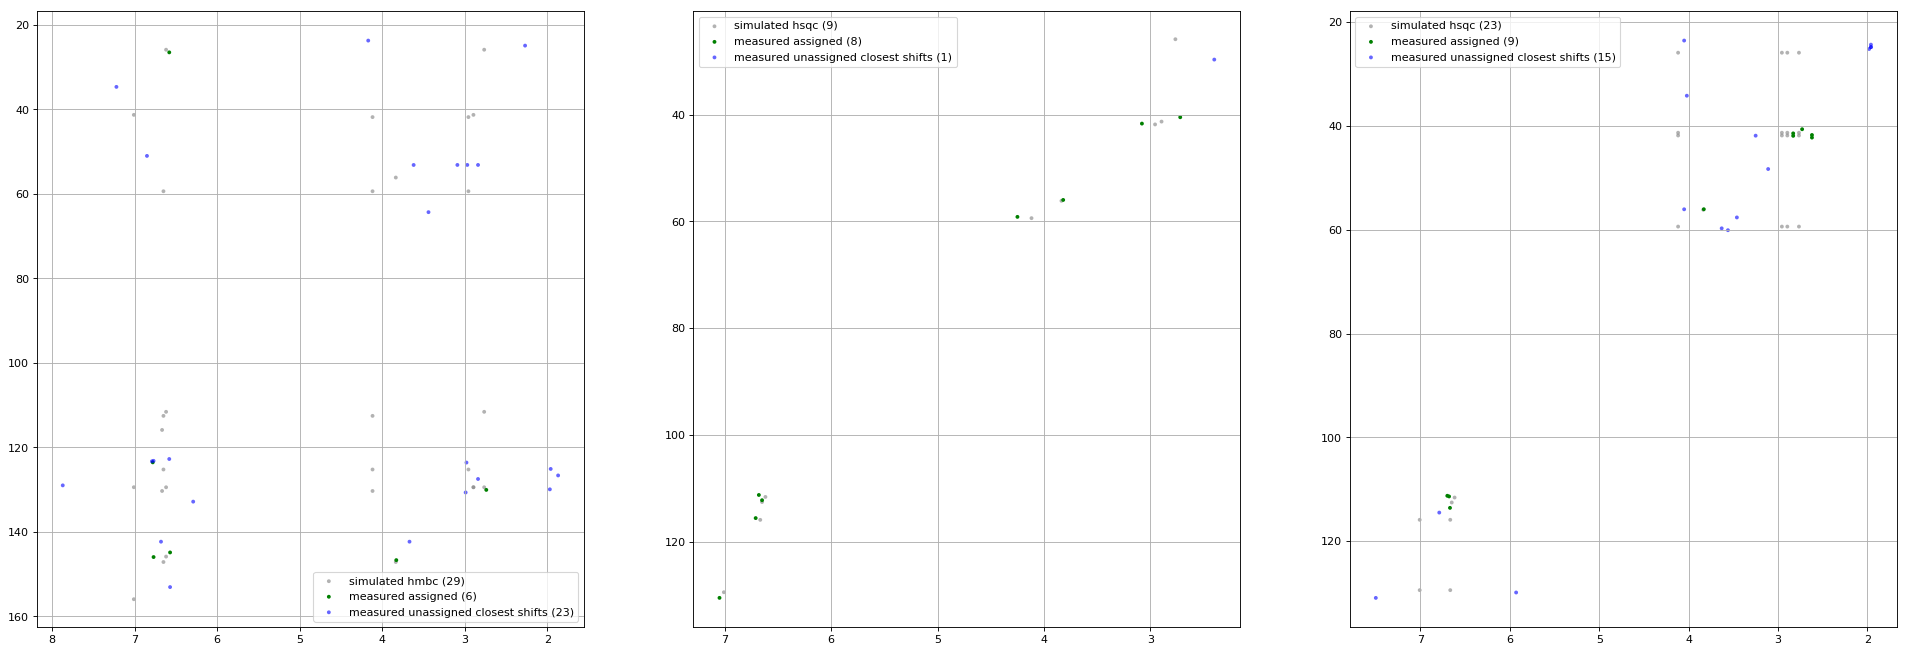 simulated hmbc (29)
measured assigned (6)
measured unassigned closest shifts (23)
20
40
60
80
100
120
140
160
8 7 6 5 4 3 2
simulated hsqc (9)
measured assigned (8)
measured unassigned closest shifts (1)
40
60
80
100
120
7 6 5 4 3
simulated hsqc (23)
measured assigned (9)
measured unassigned closest shifts (15)
20
40
60
80
100
120
7 6 5 4 3 2